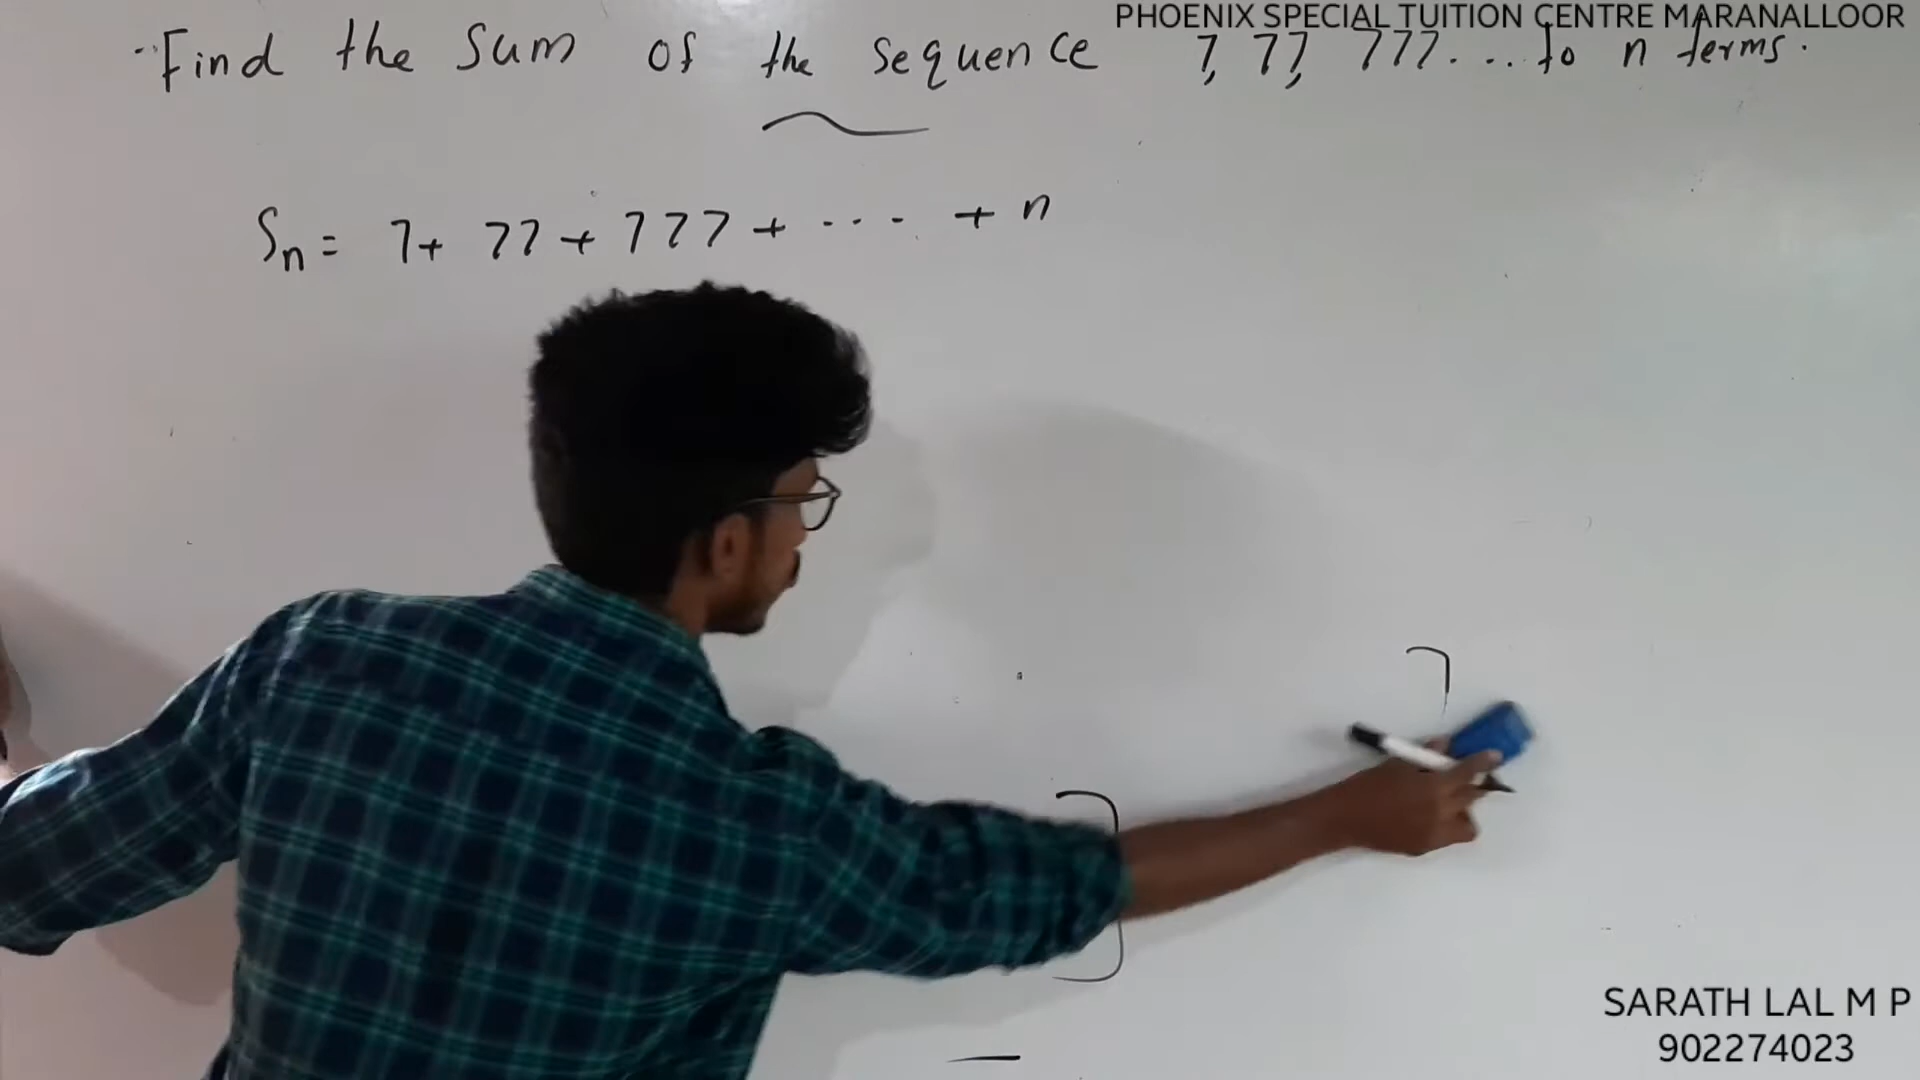 PHOENIX SPECIAL TUITION CENTRE MARANALLOOR
Find the Sum of the sequence 7, 77, 777. . . . to n terms.
Sn = 7+ 77 + 777 + . . . . + n
]
]
SARATH LAL M P
902274023